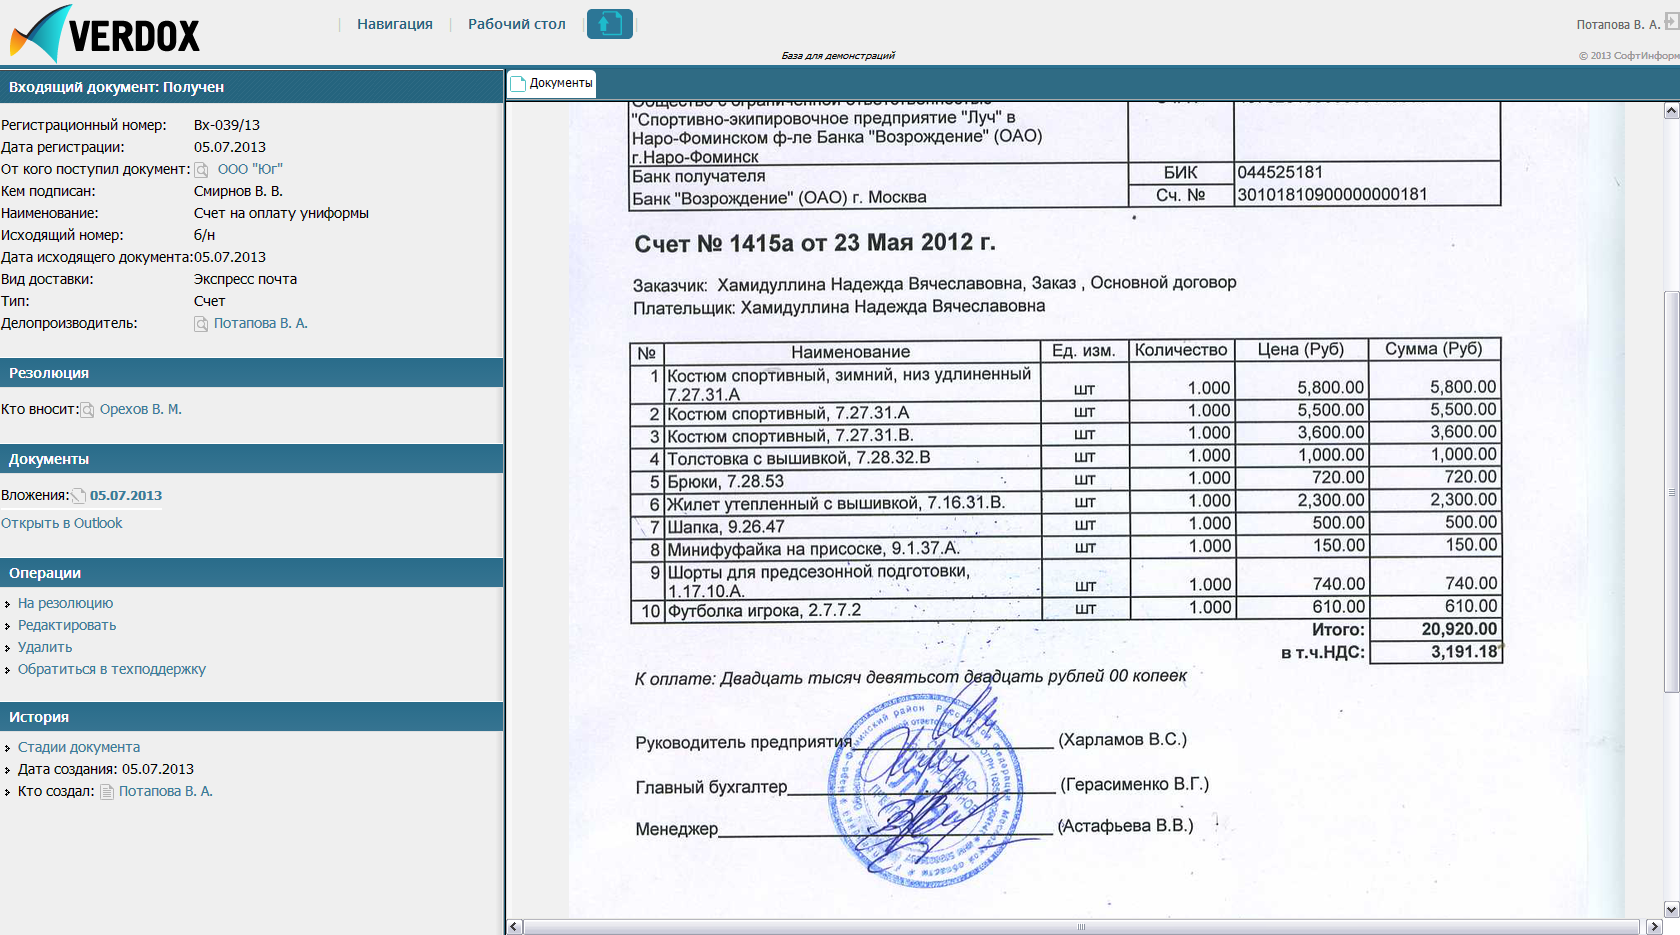 VERDOX
Навигация
Рабочий стол
База для демонстраций
Потапова В. А.
© 2013 СофтИнформ
Входящий документ: Получен
Регистрационный номер: Вх-039/13
Дата регистрации: 05.07.2013
От кого поступил документ: ООО "Юг"
Кем подписан: Смирнов В. В.
Наименование: Счет на оплату униформы
Исходящий номер: б/н
Дата исходящего документа: 05.07.2013
Вид доставки: Экспресс почта
Тип: Счет
Делопроизводитель: Потапова В. А.
Резолюция
Кто вносит: Орехов В. М.
Документы
Вложения: 05.07.2013
Открыть в Outlook
Операции
На резолюцию
Редактировать
Удалить
Обратиться в техподдержку
История
Стадии документа
Дата создания: 05.07.2013
Кто создал: Потапова В. А.
Документы
Общество с ограниченной ответственностью
"Спортивно-экипировочное предприятие "Луч" в
Наро-Фоминском ф-ле Банка "Возрождение" (ОАО)
г.Наро-Фоминск
Банк получателя БИК 044525181
Банк "Возрождение" (ОАО) г. Москва Сч. № 30101810900000000181
Счет № 1415а от 23 Мая 2012 г.
Заказчик: Хамидуллина Надежда Вячеславовна, Заказ , Основной договор
Плательщик: Хамидуллина Надежда Вячеславовна
№ Наименование Ед. изм. Количество Цена (Руб) Сумма (Руб)
1 Костюм спортивный, зимний, низ удлиненный
7.27.31.А шт 1.000 5,800.00 5,800.00
2 Костюм спортивный, 7.27.31.А шт 1.000 5,500.00 5,500.00
3 Костюм спортивный, 7.27.31.В. шт 1.000 3,600.00 3,600.00
4 Толстовка с вышивкой, 7.28.32.В шт 1.000 1,000.00 1,000.00
5 Брюки, 7.28.53 шт 1.000 720.00 720.00
6 Жилет утепленный с вышивкой, 7.16.31.В. шт 1.000 2,300.00 2,300.00
7 Шапка, 9.26.47 шт 1.000 500.00 500.00
8 Минифуфайка на присоске, 9.1.37.А. шт 1.000 150.00 150.00
9 Шорты для предсезонной подготовки,
1.17.10.А. шт 1.000 740.00 740.00
10 Футболка игрока, 2.7.7.2 шт 1.000 610.00 610.00
Итого: 20,920.00
в т.ч.НДС: 3,191.18
К оплате: Двадцать тысяч девятьсот двадцать рублей 00 копеек
Руководитель предприятия (Харламов В.С.)
Главный бухгалтер (Герасименко В.Г.)
Менеджер (Астафьева В.В.)